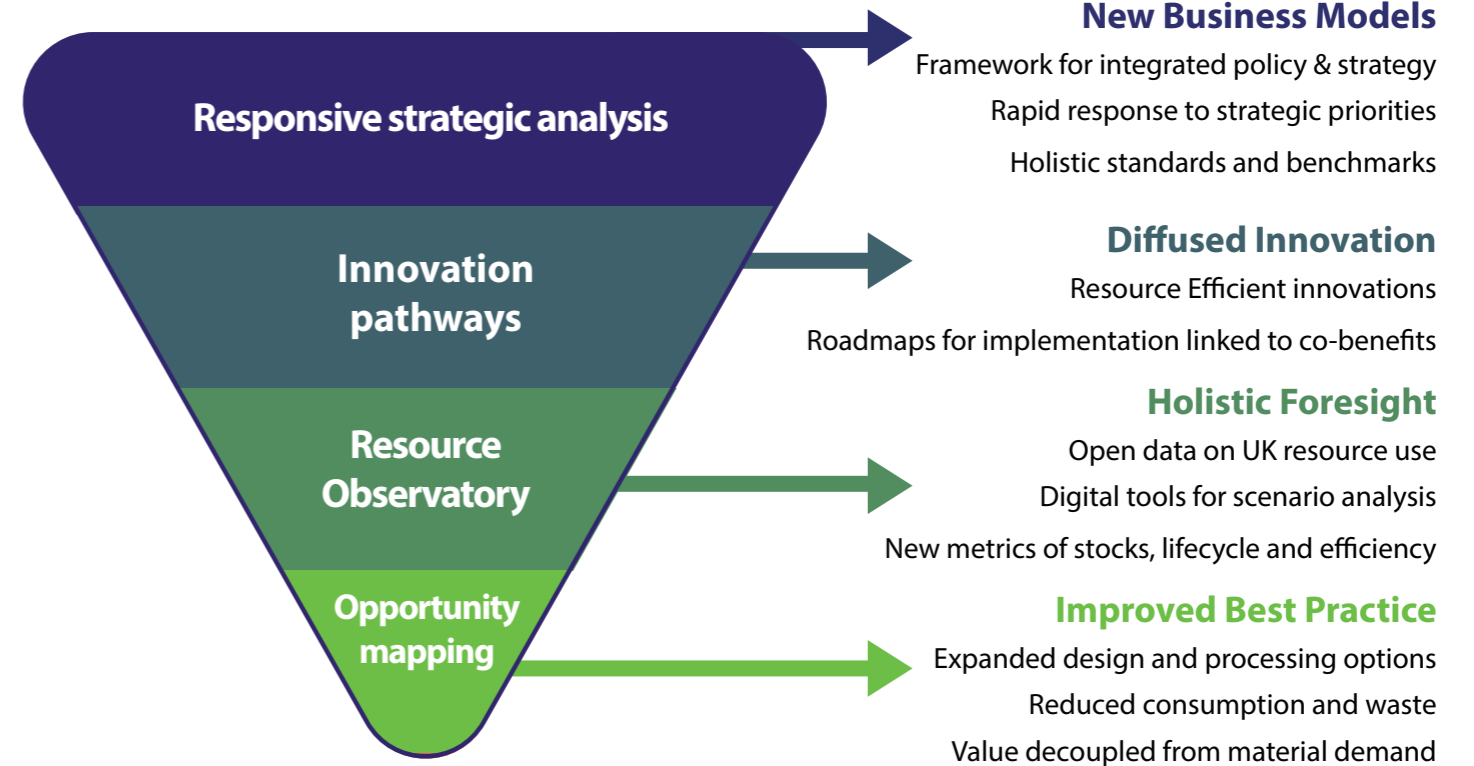 New Business Models
Framework for integrated policy & strategy
Rapid response to strategic priorities
Holistic standards and benchmarks
Responsive strategic analysis
Diffused Innovation
Resource Efficient innovations
Roadmaps for implementation linked to co-benefits
Innovation
pathways
Holistic Foresight
Open data on UK resource use
Digital tools for scenario analysis
New metrics of stocks, lifecycle and efficiency
Resource
Observatory
Improved Best Practice
Expanded design and processing options
Reduced consumption and waste
Value decoupled from material demand
Opportunity
mapping